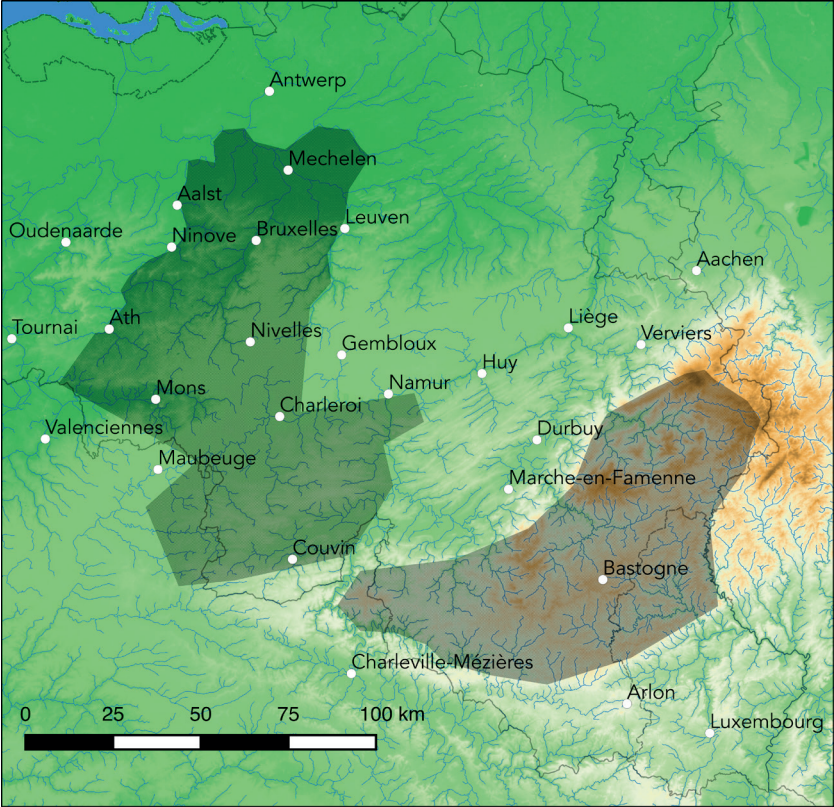 Antwerp
Mechelen
Aalst
Leuven
Oudenaarde
Ninove
Bruxelles
Aachen
Tournai
Ath
Nivelles
Liège
Verviers
Gembloux
Huy
Namur
Mons
Charleroi
Valenciennes
Durbuy
Maubeuge
Marche-en-Famenne
Couvin
Bastogne
Charleville-Mézières
Arlon
0 25 50 75 100 km
Luxembourg